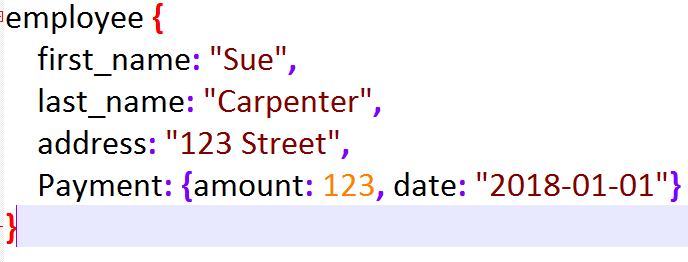 employee {
first_name: "Sue",
last_name: "Carpenter",
address: "123 Street",
Payment: {amount: 123, date: "2018-01-01"}
}